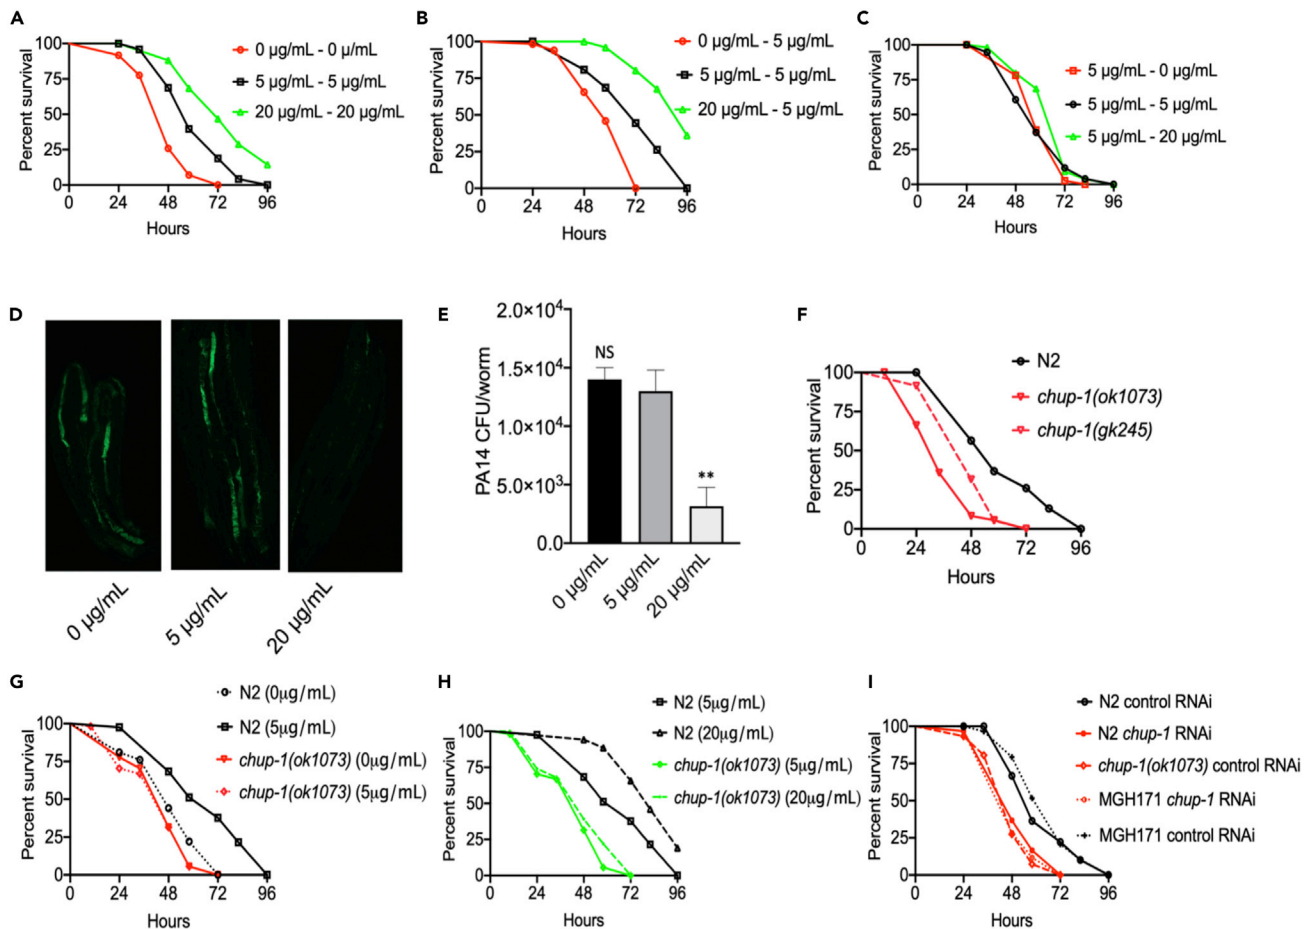 A
Percent survival
100
75
50
25
0
0 24 48 72 96
Hours
0 µg/mL - 0 µ/mL
5 µg/mL - 5 µg/mL
20 µg/mL - 20 µg/mL
B
Percent survival
100
75
50
25
0
0 24 48 72 96
Hours
0 µg/mL - 5 µg/mL
5 µg/mL - 5 µg/mL
20 µg/mL - 5 µg/mL
C
Percent survival
100
75
50
25
0
0 24 48 72 96
Hours
5 µg/mL - 0 µg/mL
5 µg/mL - 5 µg/mL
5 µg/mL - 20 µg/mL
D
0 µg/mL
5 µg/mL
20 µg/mL
E
PA14 CFU/worm
2.0×10⁴
1.5×10⁴
1.0×10⁴
5.0×10³
0.0
NS
**
0 µg/mL
5 µg/mL
20 µg/mL
F
Percent survival
100
75
50
25
0
0 24 48 72 96
Hours
N2
chup-1(ok1073)
chup-1(gk245)
G
Percent survival
100
75
50
25
0
0 24 48 72 96
Hours
N2 (0µg/mL)
N2 (5µg/mL)
chup-1(ok1073) (0µg/mL)
chup-1(ok1073) (5µg/mL)
H
Percent survival
100
75
50
25
0
0 24 48 72 96
Hours
N2 (5µg/mL)
N2 (20µg/mL)
chup-1(ok1073) (5µg/mL)
chup-1(ok1073) (20µg/mL)
I
Percent survival
100
75
50
25
0
0 24 48 72 96
Hours
N2 control RNAi
N2 chup-1 RNAi
chup-1(ok1073) control RNAi
MGH171 chup-1 RNAi
MGH171 control RNAi